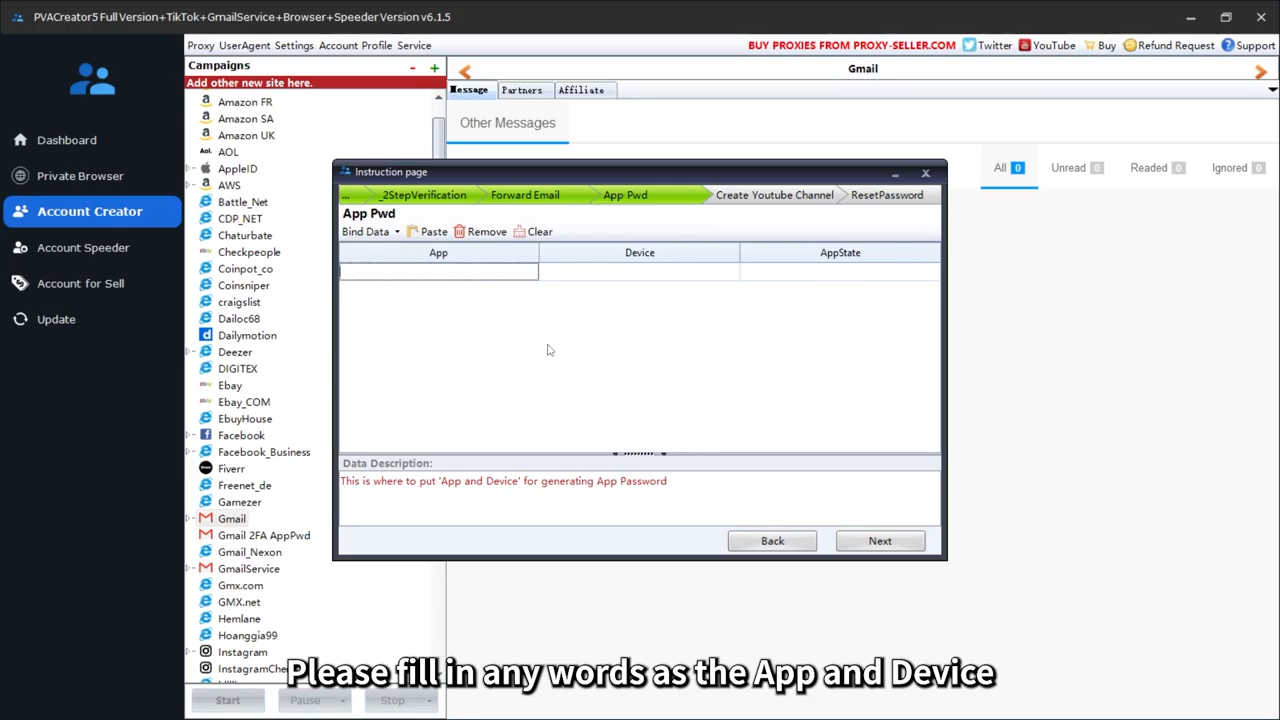 PVACreator5 Full Version+TikTok+GmailService+Browser+Speeder Version v6.1.5
Dashboard
Private Browser
Account Creator
Account Speeder
Account for Sell
Update
Proxy UserAgent Settings Account Profile Service
BUY PROXIES FROM PROXY-SELLER.COM Twitter YouTube Buy Refund Request Support
Campaigns - +
Add other new site here.
Amazon FR
Amazon SA
Amazon UK
Aol. AOL
AppleID
AWS
Battle_Net
CDP_NET
Chaturbate
Checkpeople
Coinpot_co
Coinsniper
craigslist
Dailoc68
Dailymotion
Deezer
DIGITEX
Ebay
Ebay_COM
EbuyHouse
Facebook
Facebook_Business
Fiverr
Freenet_de
Gamezer
Gmail
Gmail 2FA AppPwd
Gmail_Nexon
GmailService
Gmx.com
GMX.net
Hemlane
Hoanggia99
Instagram
Start Pause Stop
Gmail
Message Partners Affiliate
Other Messages
All 0 Unread 0 Readed 0 Ignored 0
Instruction page
... _2StepVerification Forward Email App Pwd Create Youtube Channel ResetPassword
App Pwd
Bind Data Paste Remove Clear
App Device AppState
Data Description:
This is where to put 'App and Device' for generating App Password
Back Next
Please fill in any words as the App and Device